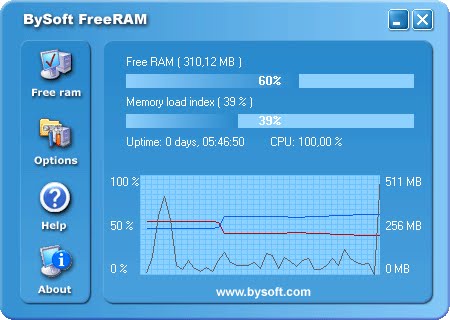 BySoft FreeRAM
Free ram
Options
Help
About
Free RAM ( 310,12 MB )
60%
Memory load index ( 39 % )
39%
Uptime: 0 days, 05:46:50 CPU: 100,00 %
100 % 511 MB
50 % 256 MB
0 % 0 MB
www.bysoft.com